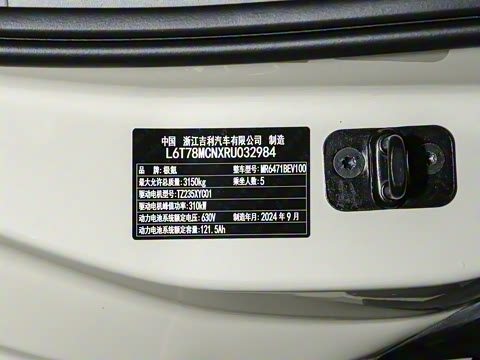 中国 浙江吉利汽车有限公司 制造
L6T78MCNXRU032984
品牌:极氪 整车型号:MR6471BEV100
最大允许总质量:3150kg 乘坐人数:5
驱动电机型号:TZ235XYC01
驱动电机峰值功率:310kW
动力电池系统额定电压:630V 制造年月:2024年9月
动力电池系统额定容量:121.5Ah